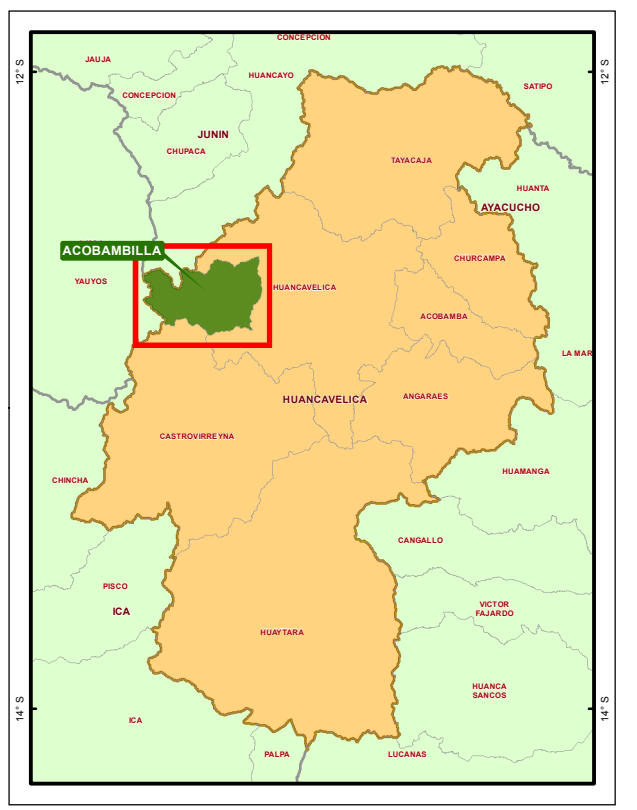 CONCEPCION
JAUJA
12° S
12° S
HUANCAYO
SATIPO
CONCEPCION
JUNIN
CHUPACA
TAYACAJA
HUANTA
AYACUCHO
ACOBAMBILLA
CHURCAMPA
YAUYOS
HUANCAVELICA
ACOBAMBA
LA MAR
HUANCAVELICA
ANGARAES
CASTROVIRREYNA
CHINCHA
HUAMANGA
CANGALLO
PISCO
ICA
VICTOR
FAJARDO
HUAYTARA
HUANCA
SANCOS
14° S
14° S
ICA
PALPA
LUCANAS